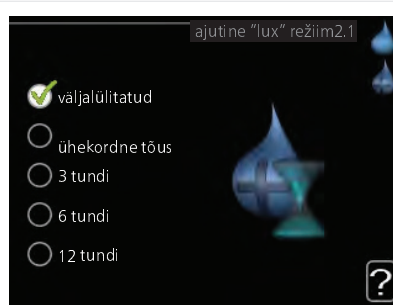 ajutine "lux" režiim2.1
väljalülitatud
ühekordne tõus
3 tundi
6 tundi
12 tundi
?